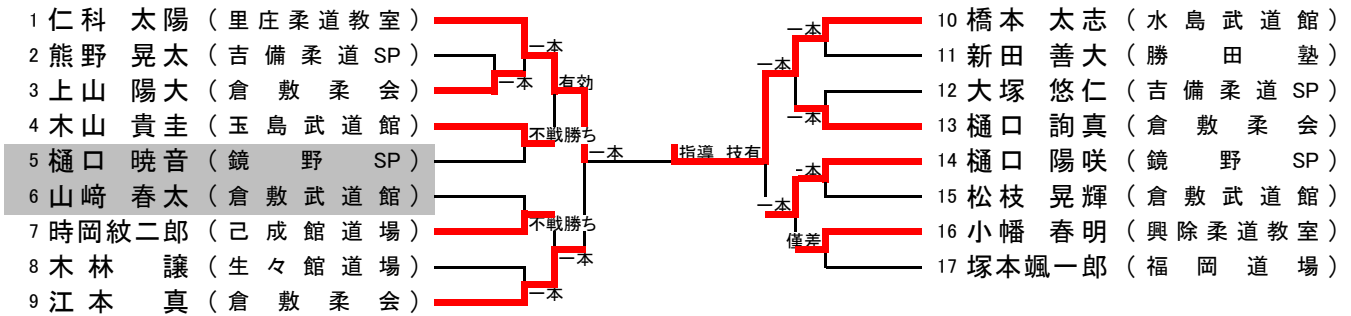 1 仁科 太陽 (里庄柔道教室)
2 熊野 晃太 (吉備柔道SP)
3 上山 陽大 (倉敷柔会)
4 木山 貴圭 (玉島武道館)
5 樋口 暁音 (鏡野SP)
6 山﨑 春太 (倉敷武道館)
7 時岡紋二郎 (己成館道場)
8 木林 譲 (生々館道場)
9 江本 真 (倉敷柔会)
一本
一本
有効
不戦勝ち
一本
不戦勝ち
一本
一本
指導 技有
一本
一本
一本
一本
一本
僅差
10 橋本 太志 (水島武道館)
11 新田 善大 (勝田塾)
12 大塚 悠仁 (吉備柔道SP)
13 樋口 詢真 (倉敷柔会)
14 樋口 陽咲 (鏡野SP)
15 松枝 晃輝 (倉敷武道館)
16 小幡 春明 (興除柔道教室)
17 塚本颯一郎 (福岡道場)